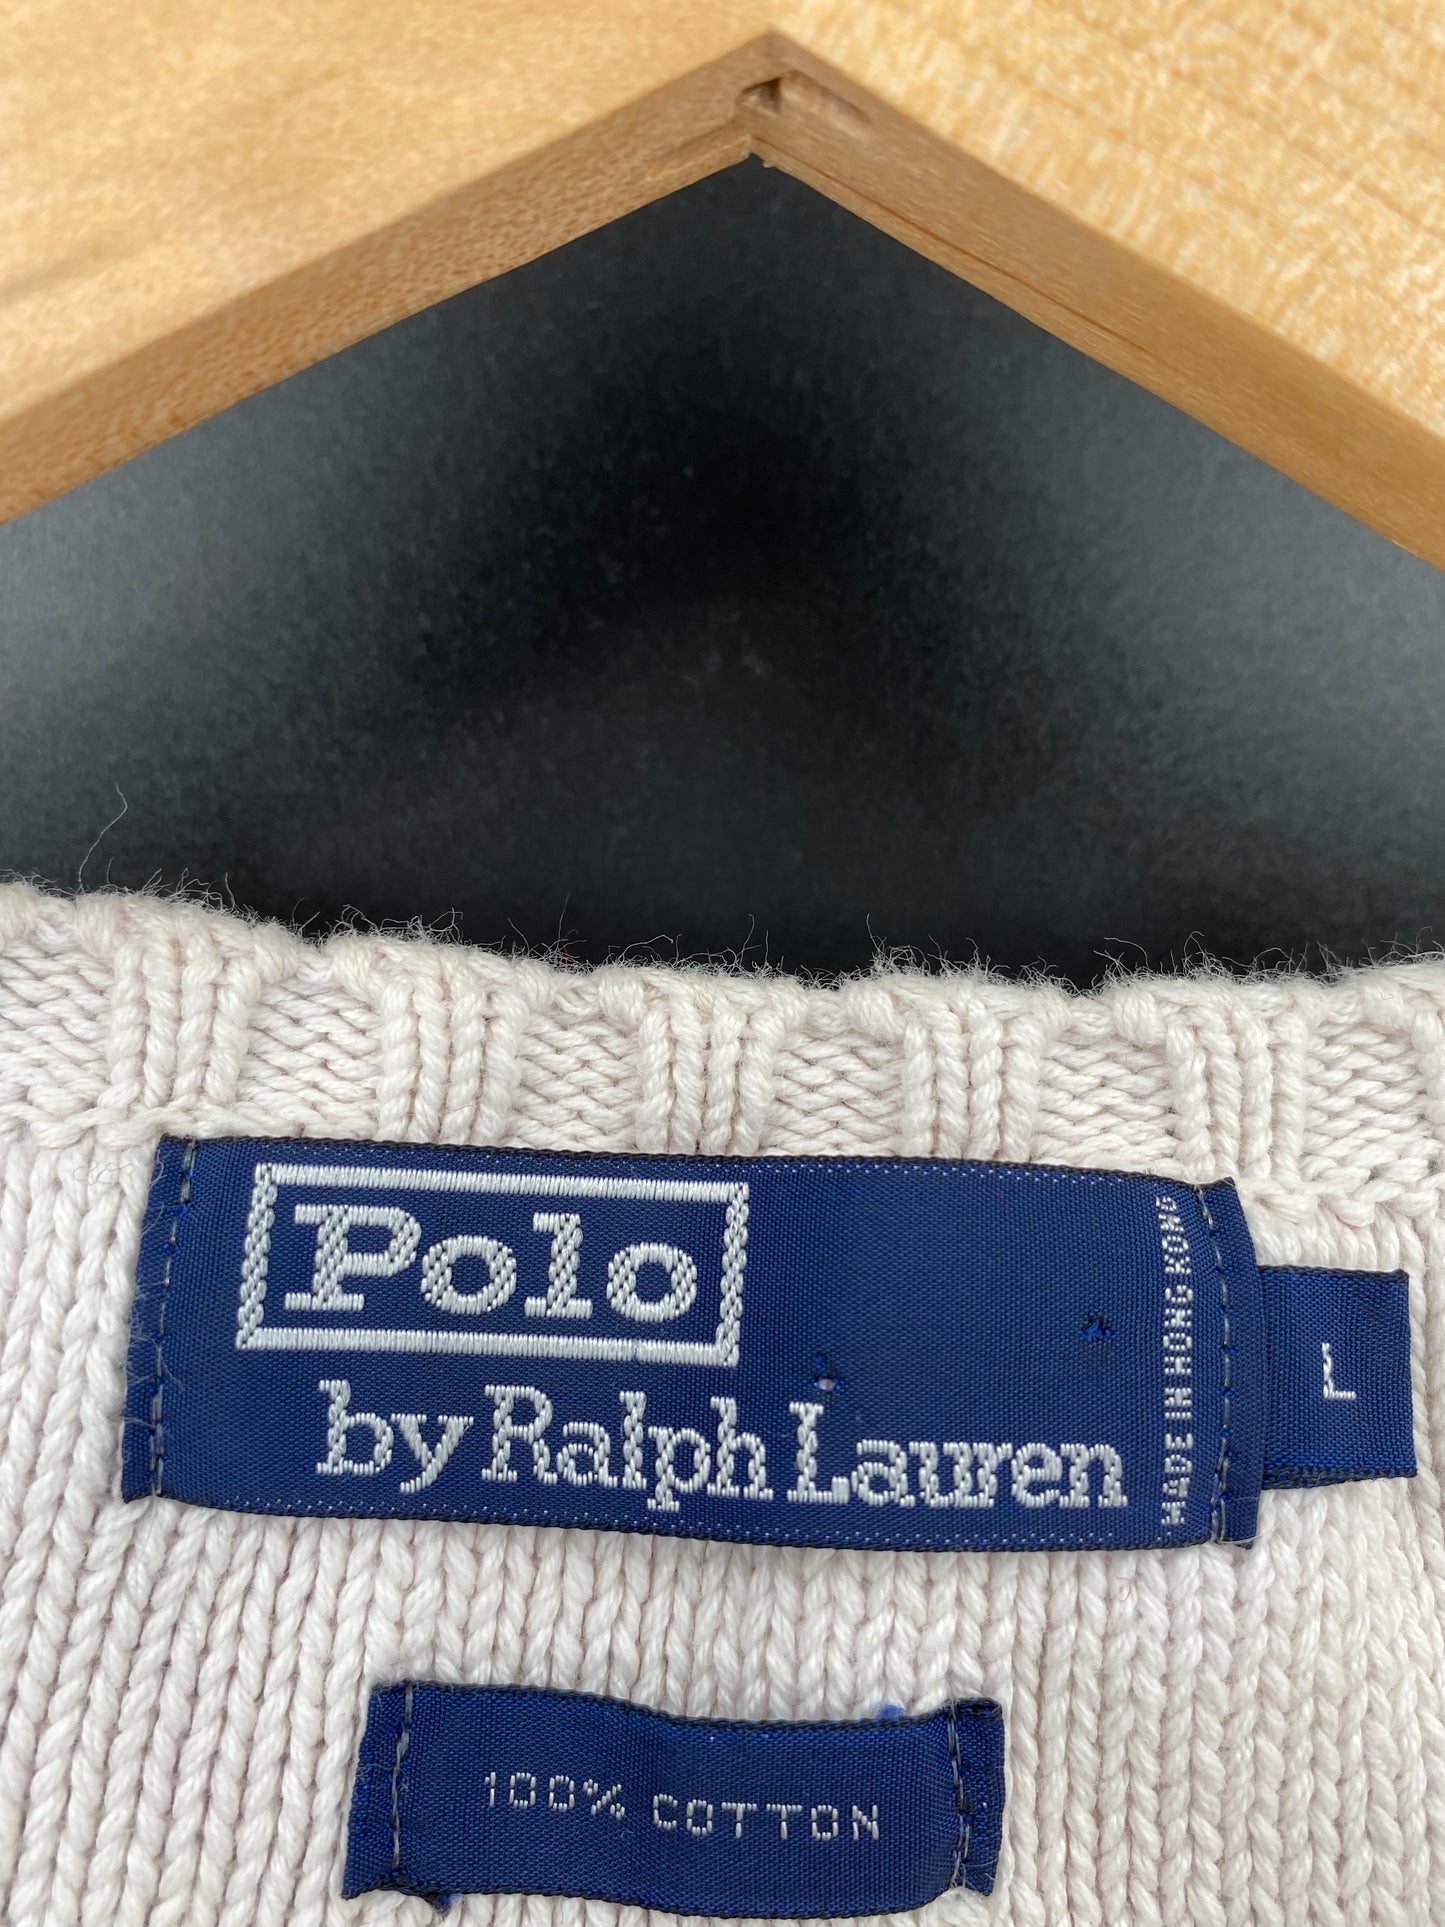 Polo
by Ralph Lauren
MADE IN HONG KONG
L
100% COTTON